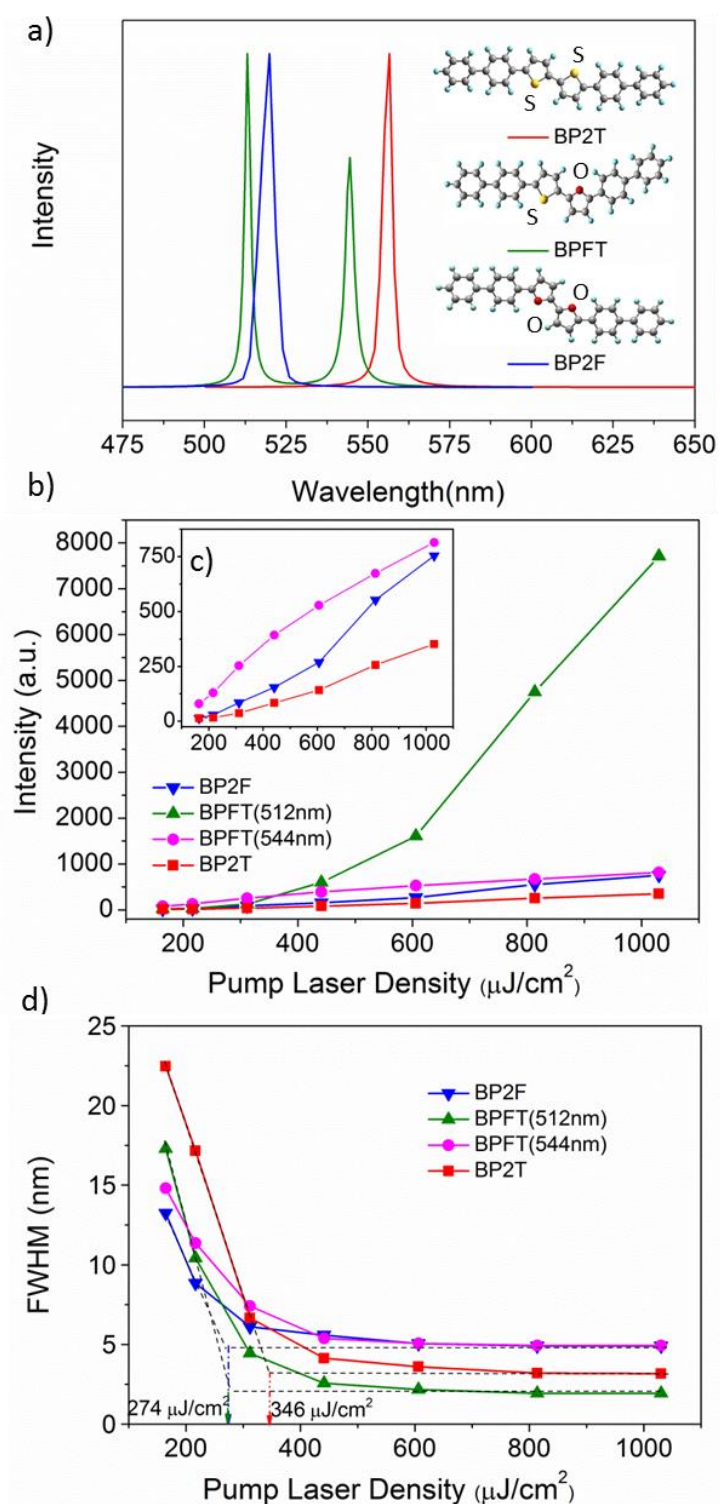 a)
Intensity
S
S
BP2T
O
S
BPFT
O
O
BP2F
475 500 525 550 575 600 625 650
Wavelength(nm)
b)
8000
7000
6000
5000
4000
3000
2000
1000
0
Intensity (a.u.)
c)
750
500
250
0
200 400 600 800 1000
BP2F
BPFT(512nm)
BPFT(544nm)
BP2T
200 400 600 800 1000
Pump Laser Density (μJ/cm²)
d)
25
20
15
10
5
0
FWHM (nm)
BP2F
BPFT(512nm)
BPFT(544nm)
BP2T
274 μJ/cm² 346 μJ/cm²
200 400 600 800 1000
Pump Laser Density (μJ/cm²)